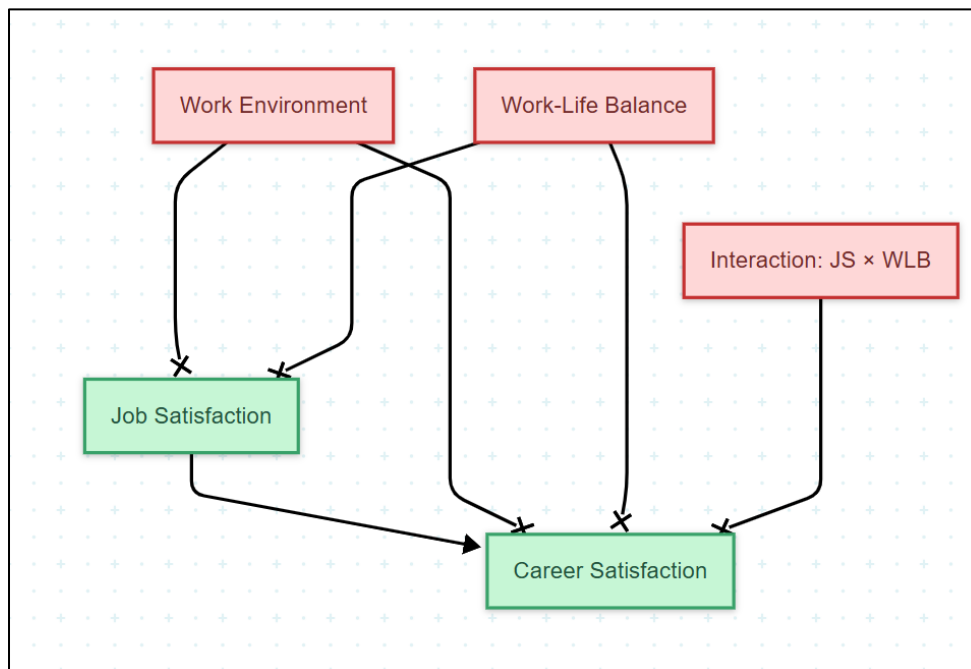 Work Environment
Work-Life Balance
Interaction: JS × WLB
Job Satisfaction
Career Satisfaction